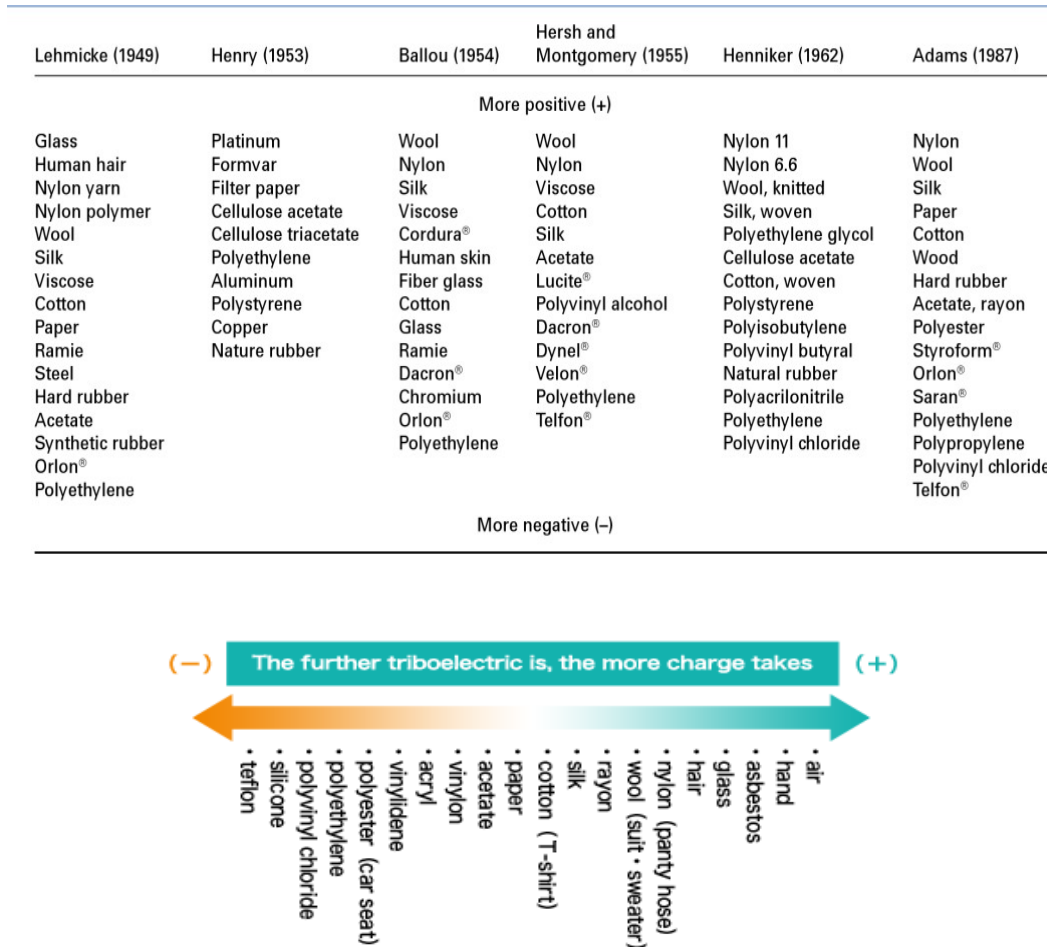 Lehmicke (1949) Henry (1953) Ballou (1954) Hersh and Montgomery (1955) Henniker (1962) Adams (1987)
More positive (+)
Glass Platinum Wool Wool Nylon 11 Nylon
Human hair Formvar Nylon Nylon Nylon 6.6 Wool
Nylon yarn Filter paper Silk Viscose Wool, knitted Silk
Nylon polymer Cellulose acetate Viscose Cotton Silk, woven Paper
Wool Cellulose triacetate Cordura® Silk Polyethylene glycol Cotton
Silk Polyethylene Human skin Acetate Cellulose acetate Wood
Viscose Aluminum Fiber glass Lucite® Cotton, woven Hard rubber
Cotton Polystyrene Cotton Polyvinyl alcohol Polystyrene Acetate, rayon
Paper Copper Glass Dacron® Polyisobutylene Polyester
Ramie Nature rubber Ramie Dynel® Polyvinyl butyral Styroform®
Steel Dacron® Velon® Natural rubber Orlon®
Hard rubber Chromium Polyethylene Polyacrilonitrile Saran®
Acetate Orlon® Telfon® Polyethylene Polyethylene
Synthetic rubber Polyethylene Polyvinyl chloride Polypropylene
Orlon® Polyvinyl chloride
Polyethylene Telfon®
More negative (–)
(−) The further triboelectric is, the more charge takes (+)
・teflon
・silicone
・polyvinyl chloride
・polyethylene
・polyester (car seat)
・vinylidene
・acryl
・vinylon
・acetate
・paper
・cotton (T-shirt)
・silk
・rayon
・wool (suit・sweater)
・nylon (panty hose)
・hair
・glass
・asbestos
・hand
・air